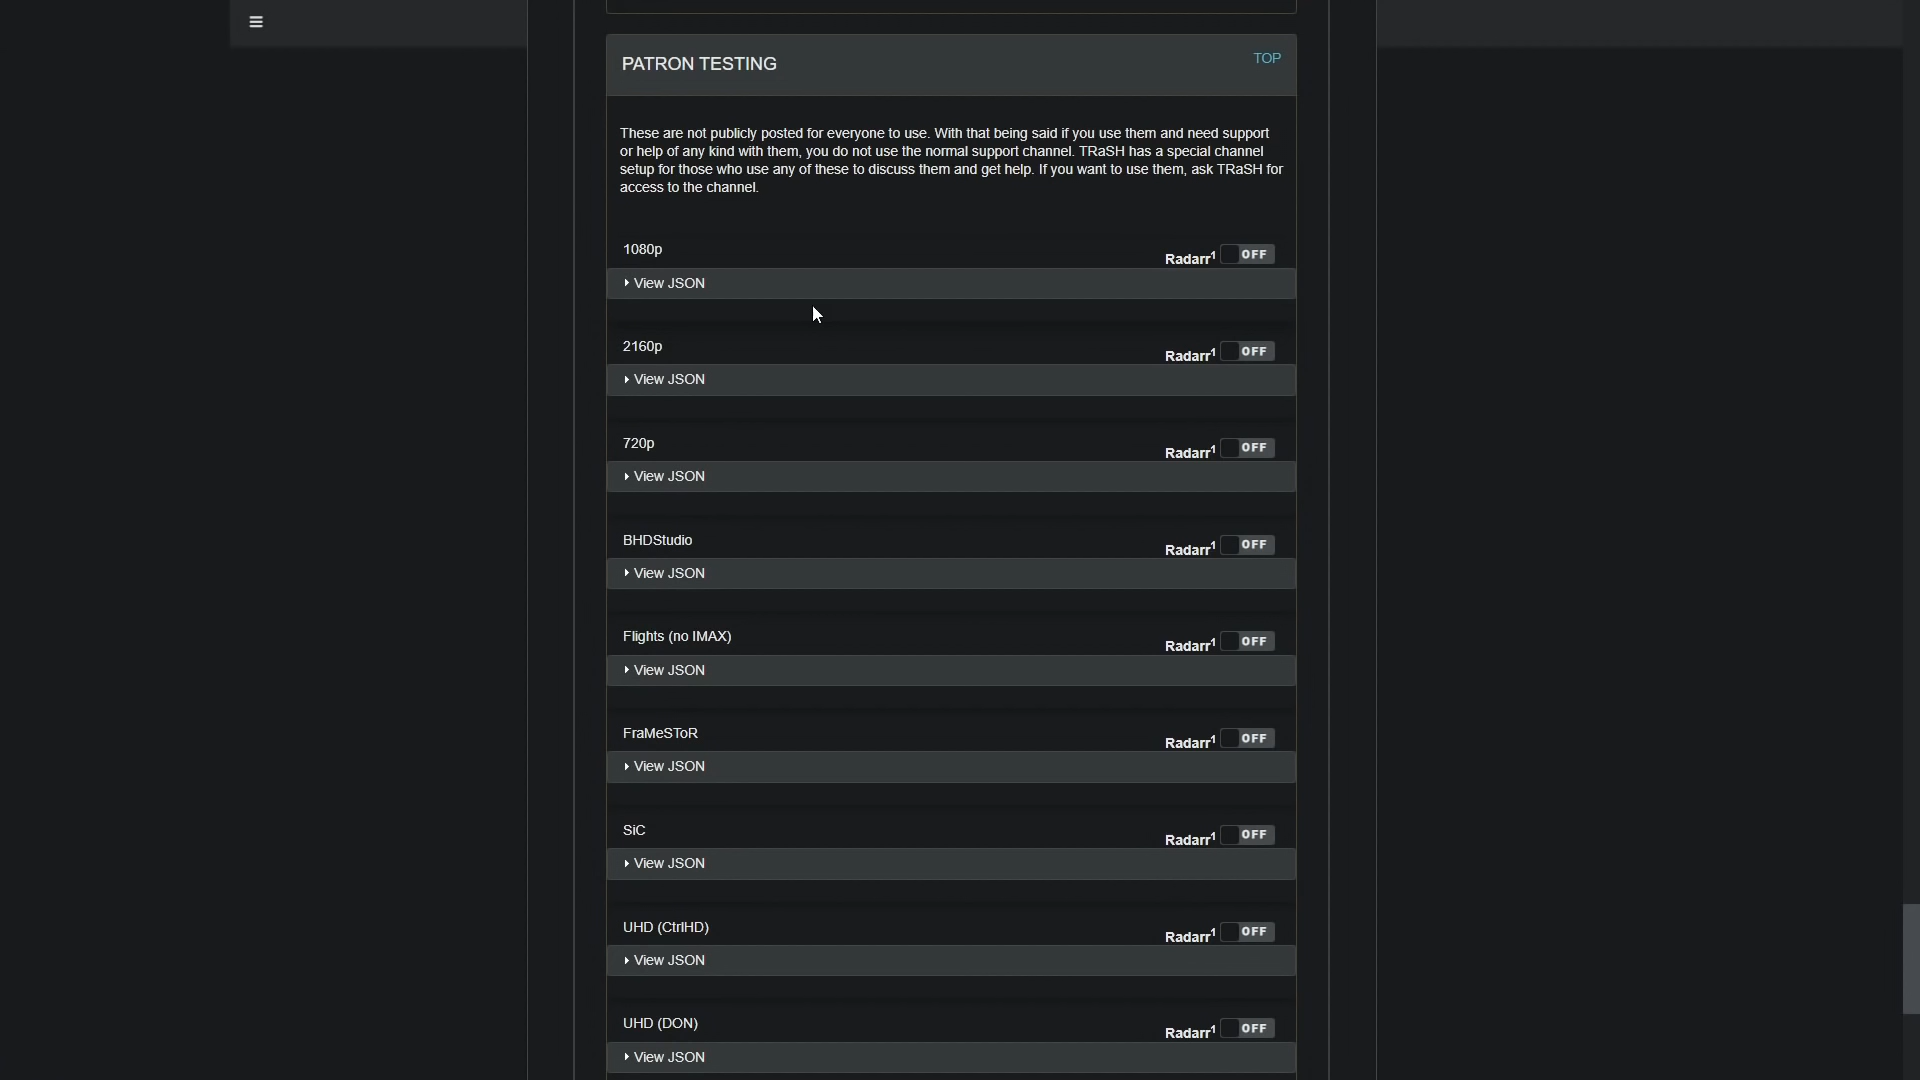 PATRON TESTING
TOP
These are not publicly posted for everyone to use. With that being said if you use them and need support
or help of any kind with them, you do not use the normal support channel. TRaSH has a special channel
setup for those who use any of these to discuss them and get help. If you want to use them, ask TRaSH for
access to the channel.
1080p
Radarr¹ OFF
View JSON
2160p
Radarr¹ OFF
View JSON
720p
Radarr¹ OFF
View JSON
BHDStudio
Radarr¹ OFF
View JSON
Flights (no IMAX)
Radarr¹ OFF
View JSON
FraMeSToR
Radarr¹ OFF
View JSON
SiC
Radarr¹ OFF
View JSON
UHD (CtrlHD)
Radarr¹ OFF
View JSON
UHD (DON)
Radarr¹ OFF
View JSON